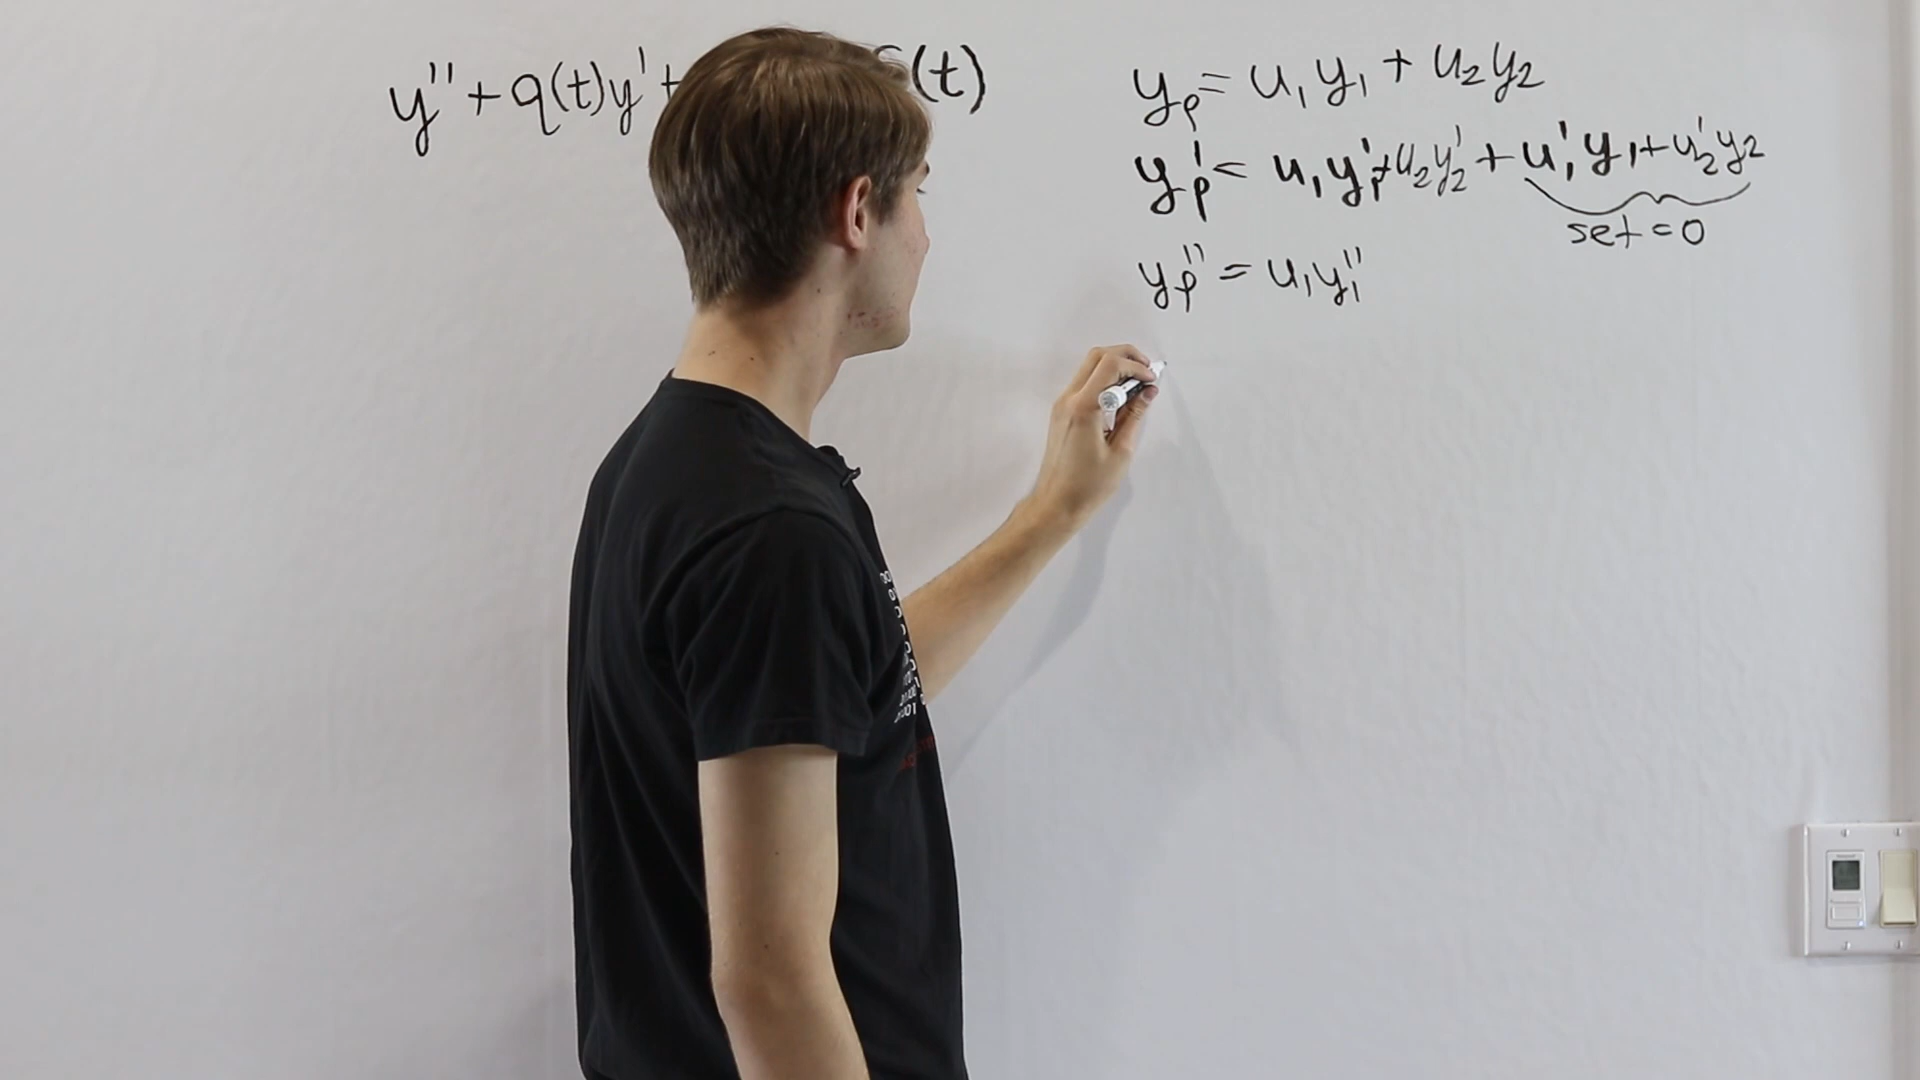 y'' + q(t)y' + (t)
y_p = u_1 y_1 + u_2 y_2
y_p' = u_1 y_1' + u_2 y_2' + u_1' y_1 + u_2' y_2
set = 0
y_p'' = u_1 y_1''